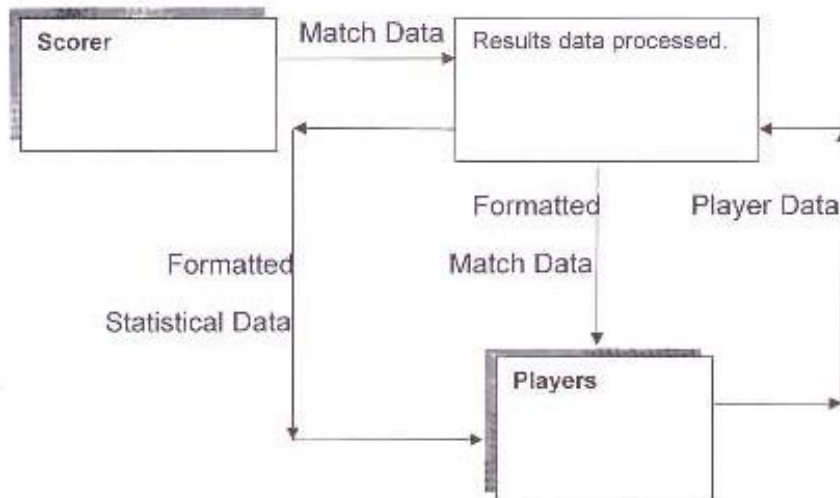 Scorer
Match Data
Results data processed.
Formatted
Match Data
Player Data
Formatted
Statistical Data
Players